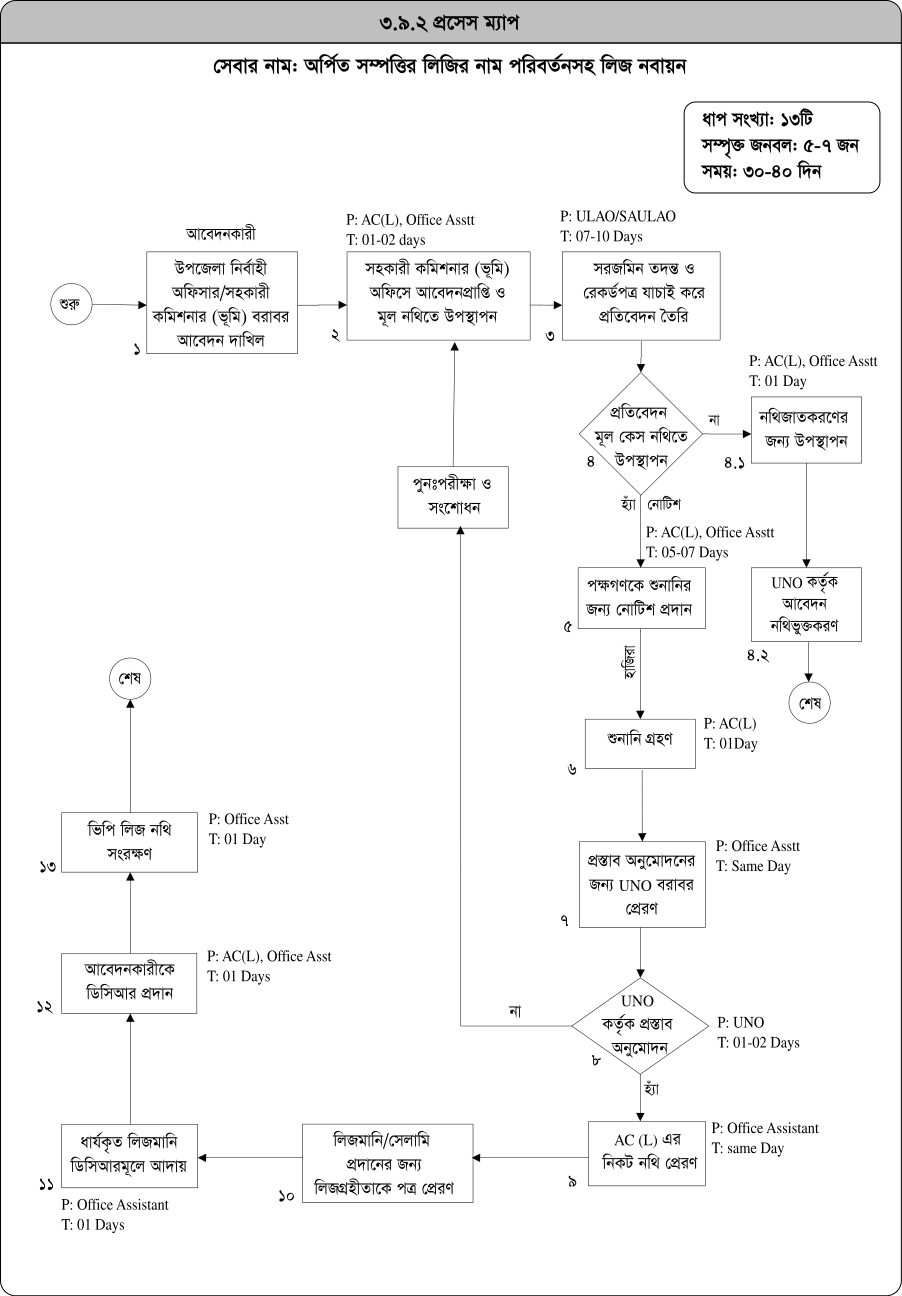 ৩.৯.২ প্রসেস ম্যাপ
সেবার নাম: অর্পিত সম্পত্তির লিজির নাম পরিবর্তনসহ লিজ নবায়ন
ধাপ সংখ্যা: ১৩টি
সম্পৃক্ত জনবল: ৫-৭ জন
সময়: ৩০-৪০ দিন
শুরু
আবেদনকারী
উপজেলা নির্বাহী
অফিসার/সহকারী
কমিশনার (ভূমি) বরাবর
আবেদন দাখিল
১
P: AC(L), Office Asstt
T: 01-02 days
সহকারী কমিশনার (ভূমি)
অফিসে আবেদনপ্রাপ্তি ও
মূল নথিতে উপস্থাপন
২
P: ULAO/SAULAO
T: 07-10 Days
সরজমিন তদন্ত ও
রেকর্ডপত্র যাচাই করে
প্রতিবেদন তৈরি
৩
প্রতিবেদন
মূল কেস নথিতে
উপস্থাপন
৪
না
P: AC(L), Office Asstt
T: 01 Day
নথিজাতকরণের
জন্য উপস্থাপন
৪.১
UNO কর্তৃক
আবেদন
নথিভুক্তকরণ
৪.২
শেষ
পুনঃপরীক্ষা ও
সংশোধন
হ্যাঁ নোটিশ
P: AC(L), Office Asstt
T: 05-07 Days
পক্ষগণকে শুনানির
জন্য নোটিশ প্রদান
৫
হাজিরা
P: AC(L)
T: 01Day
শুনানি গ্রহণ
৬
P: Office Asstt
T: Same Day
প্রস্তাব অনুমোদনের
জন্য UNO বরাবর
প্রেরণ
৭
UNO
কর্তৃক প্রস্তাব
অনুমোদন
৮
না
P: UNO
T: 01-02 Days
হ্যাঁ
P: Office Assistant
T: same Day
AC (L) এর
নিকট নথি প্রেরণ
৯
লিজমানি/সেলামি
প্রদানের জন্য
লিজগ্রহীতাকে পত্র প্রেরণ
১০
ধার্যকৃত লিজমানি
ডিসিআরমূলে আদায়
১১
P: Office Assistant
T: 01 Days
P: AC(L), Office Asst
T: 01 Days
আবেদনকারীকে
ডিসিআর প্রদান
১২
P: Office Asst
T: 01 Day
ভিপি লিজ নথি
সংরক্ষণ
১৩
শেষ